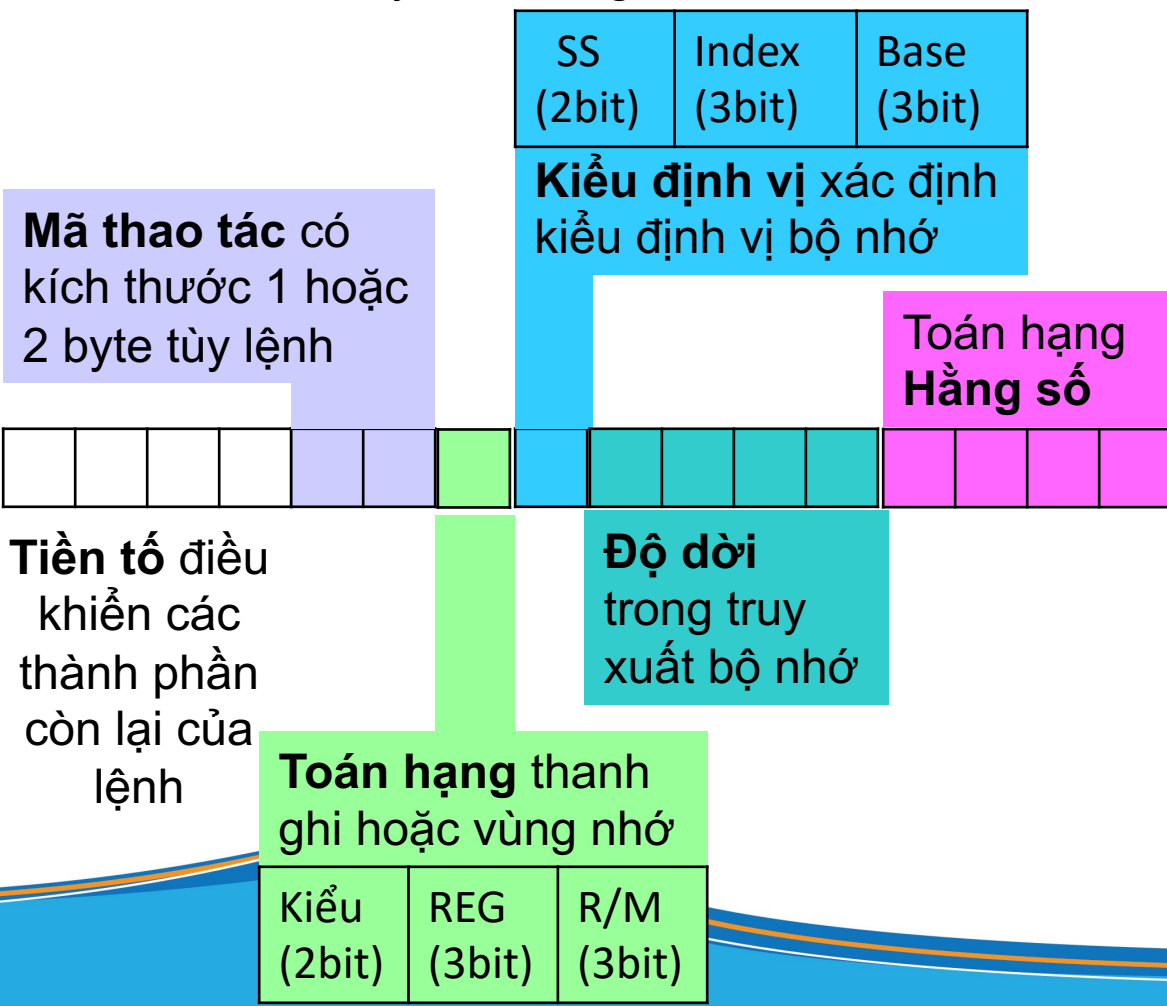 SS
(2bit)
Index
(3bit)
Base
(3bit)
Kiểu định vị xác định
kiểu định vị bộ nhớ
Mã thao tác có
kích thước 1 hoặc
2 byte tùy lệnh
Toán hạng
Hằng số
Tiền tố điều
khiển các
thành phần
còn lại của
lệnh
Độ dời
trong truy
xuất bộ nhớ
Toán hạng thanh
ghi hoặc vùng nhớ
Kiểu
(2bit)
REG
(3bit)
R/M
(3bit)